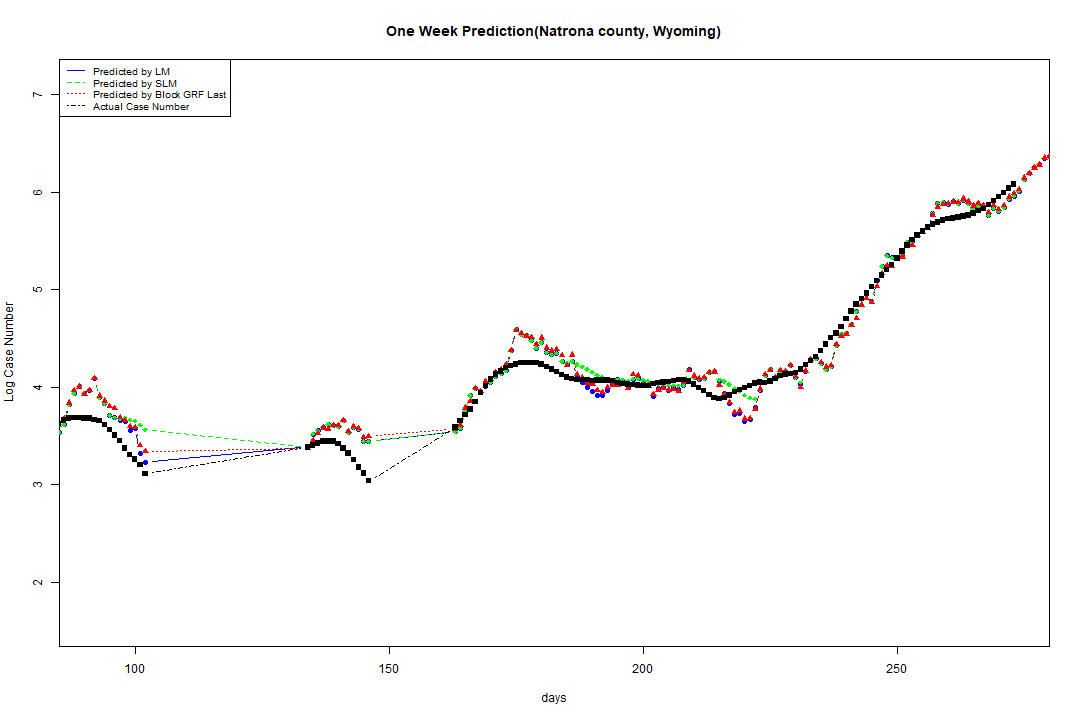 One Week Prediction(Natrona county, Wyoming)
Predicted by LM
Predicted by SLM
Predicted by Block GRF Last
Actual Case Number
7
6
5
4
3
2
Log Case Number
100 150 200 250
days